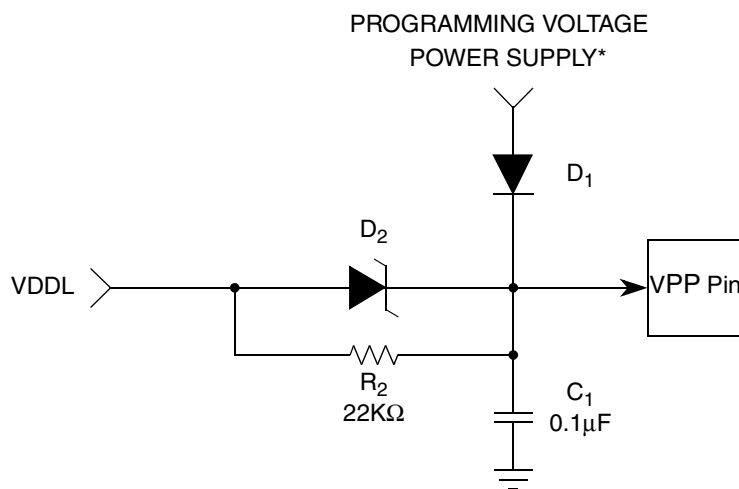 PROGRAMMING VOLTAGE
POWER SUPPLY*
D₁
D₂
VDDL
VPP Pin
R₂
22KΩ
C₁
0.1μF